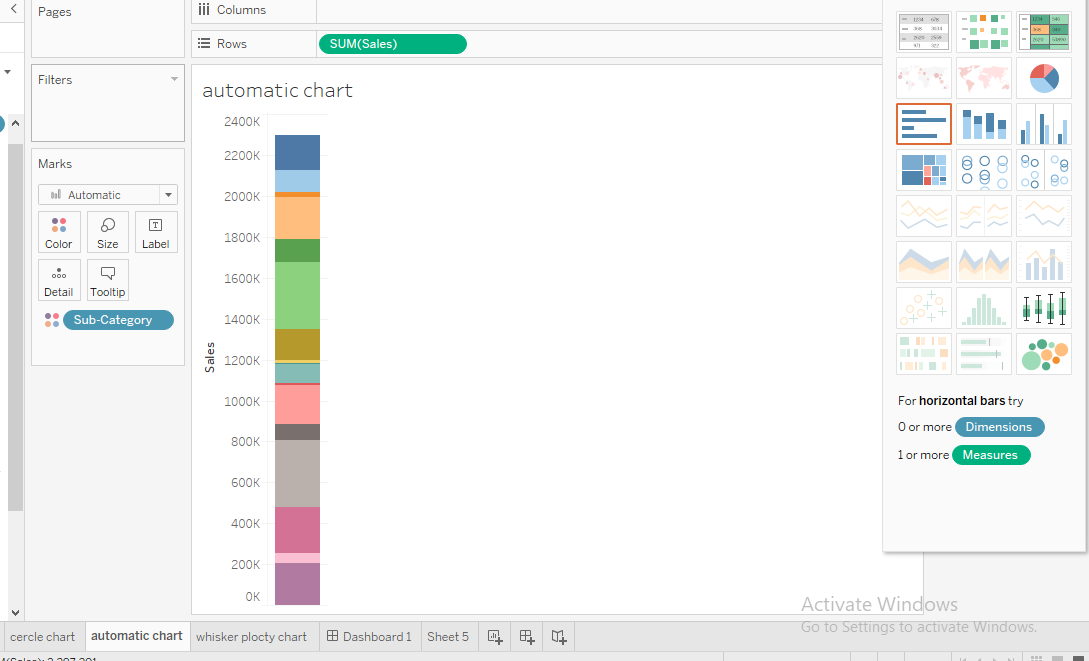 Pages
Columns
Rows
SUM(Sales)
Filters
automatic chart
Marks
Automatic
Color
Size
Label
Detail
Tooltip
Sub-Category
Sales
2400K
2200K
2000K
1800K
1600K
1400K
1200K
1000K
800K
600K
400K
200K
0K
For horizontal bars try
0 or more Dimensions
1 or more Measures
Activate Windows
Go to Settings to activate Windows.
cercle chart
automatic chart
whisker plocty chart
Dashboard 1
Sheet 5